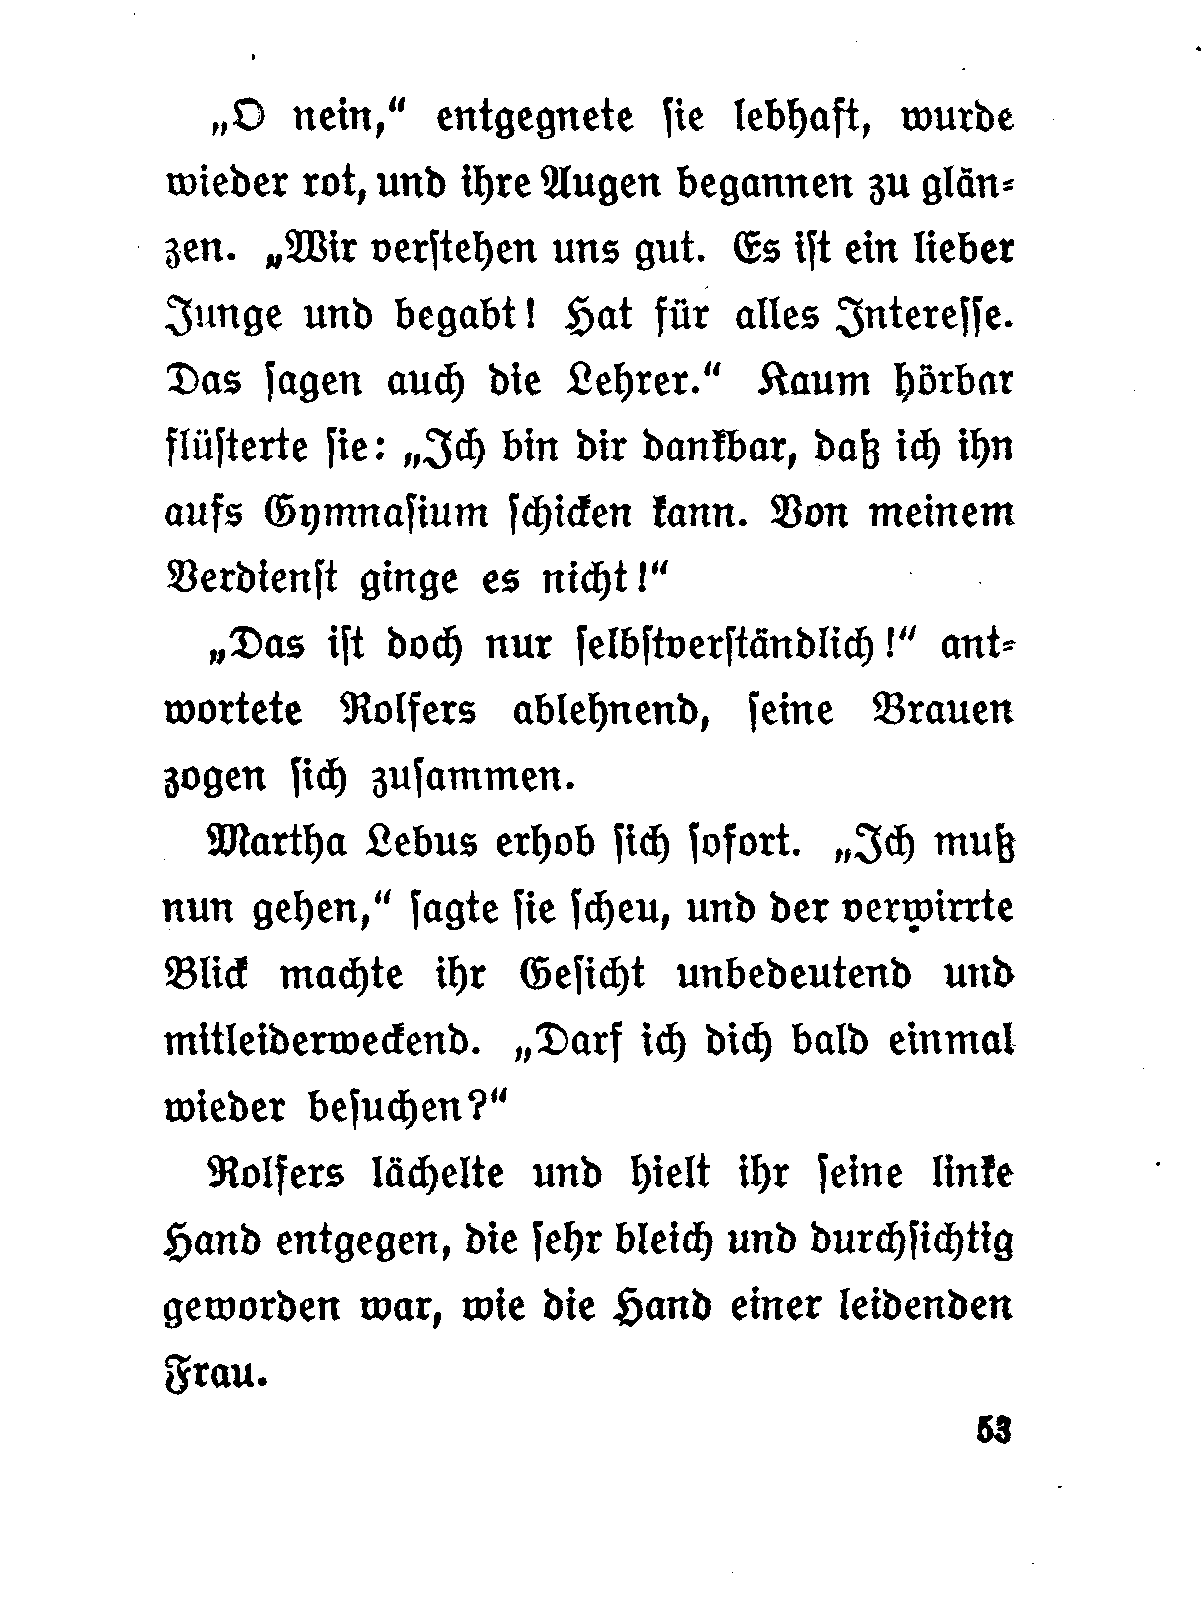 „O nein,“ entgegnete ſie lebhaft, wurde
wieder rot, und ihre Augen begannen zu glän⸗
zen. „Wir verſtehen uns gut. Es iſt ein lieber
Junge und begabt! Hat für alles Intereſſe.
Das ſagen auch die Lehrer.“ Kaum hörbar
flüſterte ſie: „Ich bin dir dankbar, daß ich ihn
aufs Gymnaſium ſchicken kann. Von meinem
Verdienſt ginge es nicht!“
„Das iſt doch nur ſelbſtverſtändlich!“ ant⸗
wortete Rolfers ablehnend, ſeine Brauen
zogen ſich zuſammen.
Martha Lebus erhob ſich ſofort. „Ich muß
nun gehen,“ ſagte ſie ſcheu, und der verwirrte
Blick machte ihr Geſicht unbedeutend und
mitleiderweckend. „Darf ich dich bald einmal
wieder beſuchen?“
Rolfers lächelte und hielt ihr ſeine linke
Hand entgegen, die ſehr bleich und durchſichtig
geworden war, wie die Hand einer leidenden
Frau.
53